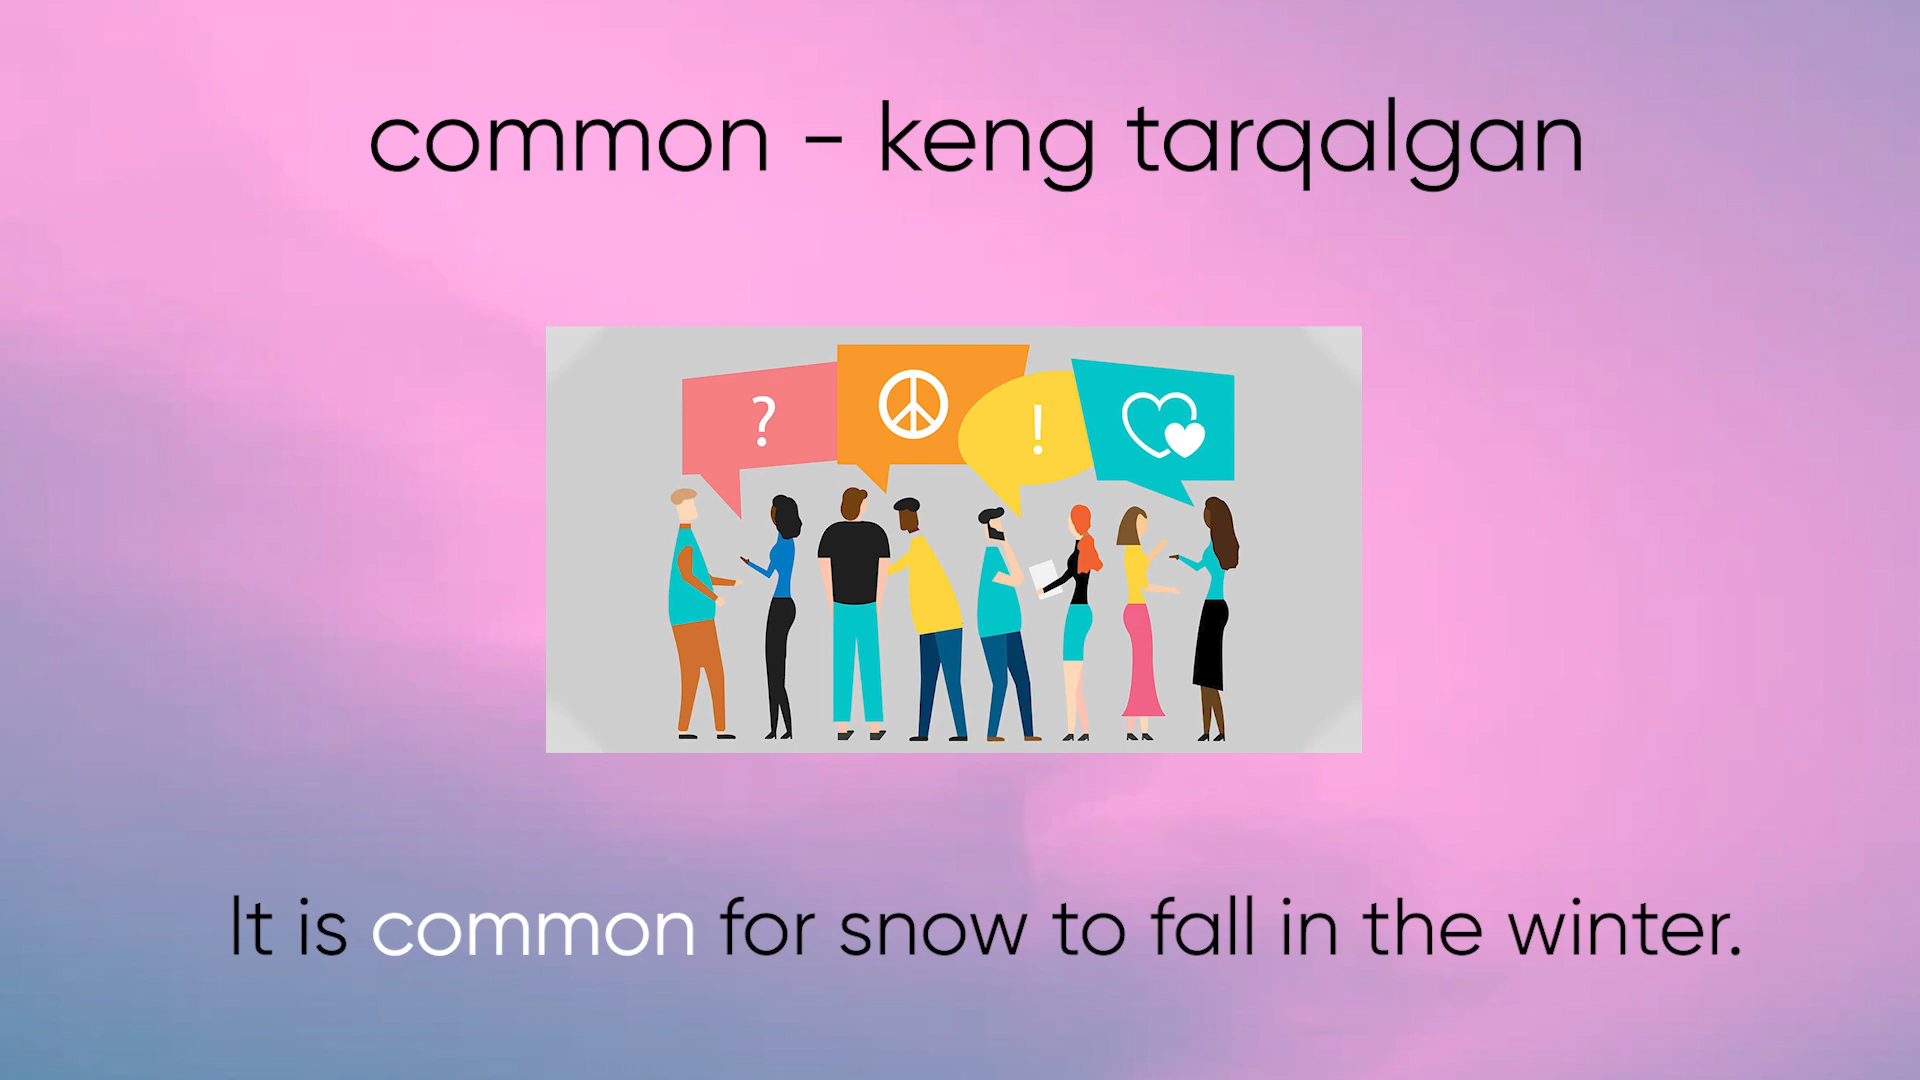 common - keng tarqalgan
?
!
It is common for snow to fall in the winter.